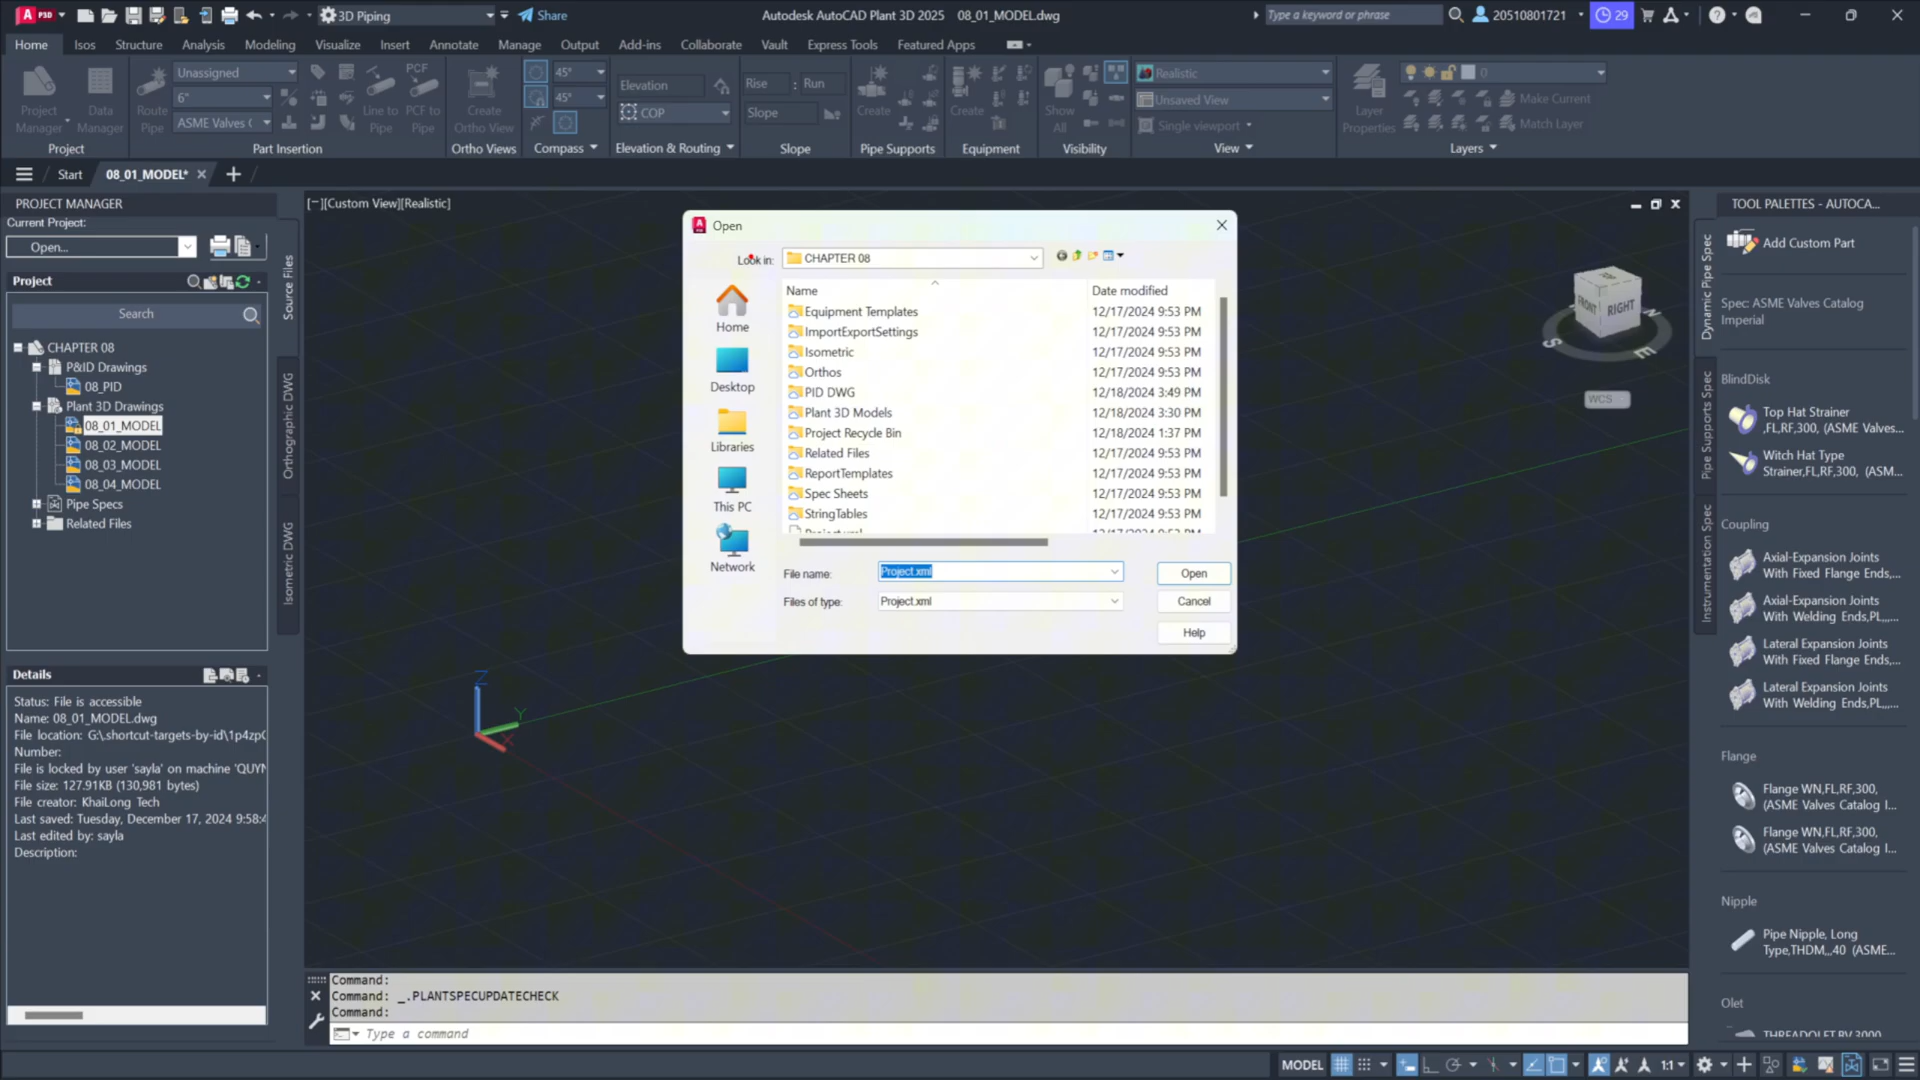 3D Piping
Share
Autodesk AutoCAD Plant 3D 2025 08_01_MODEL.dwg
Type a keyword or phrase
20510801721
29
Home Isos Structure Analysis Modeling Visualize Insert Annotate Manage Output Add-ins Collaborate Vault Express Tools Featured Apps
Project Manager
Data Manager
Project
Route Pipe
Unassigned
6"
ASME Valves (
Line to Pipe
PCF
PCF to Pipe
Part Insertion
Create Ortho View
Ortho Views
45°
45°
Compass
Elevation
COP
Elevation & Routing
Rise : Run
Slope
Slope
Create
Pipe Supports
Create
Equipment
Show All
Visibility
Realistic
Unsaved View
Single viewport
View
Layer Properties
0
Make Current
Match Layer
Layers
Start
08_01_MODEL*
PROJECT MANAGER
Current Project:
Open...
Project
Search
CHAPTER 08
P&ID Drawings
08_PID
Plant 3D Drawings
08_01_MODEL
08_02_MODEL
08_03_MODEL
08_04_MODEL
Pipe Specs
Related Files
Source Files
Orthographic DWG
Isometric DWG
Details
Status: File is accessible
Name: 08_01_MODEL.dwg
File location: G:\.shortcut-targets-by-id\1p4zp
Number:
File is locked by user 'sayla' on machine 'QUYN
File size: 127.91KB (130,981 bytes)
File creator: KhaiLong Tech
Last saved: Tuesday, December 17, 2024 9:58:4
Last edited by: sayla
Description:
[−][Custom View][Realistic]
Open
Look in:
CHAPTER 08
Name Date modified
Equipment Templates 12/17/2024 9:53 PM
ImportExportSettings 12/17/2024 9:53 PM
Isometric 12/17/2024 9:53 PM
Orthos 12/17/2024 9:53 PM
PID DWG 12/18/2024 3:49 PM
Plant 3D Models 12/18/2024 3:30 PM
Project Recycle Bin 12/18/2024 1:37 PM
Related Files 12/17/2024 9:53 PM
ReportTemplates 12/17/2024 9:53 PM
Spec Sheets 12/17/2024 9:53 PM
StringTables 12/17/2024 9:53 PM
Project.xml 12/17/2024 9:53 PM
Home
Desktop
Libraries
This PC
Network
File name: Project.xml
Open
Files of type: Project.xml
Cancel
Help
Z
Y
X
TOP
FRONT
RIGHT
S
E
N
WCS
Command:
Command: _.PLANTSPECUPDATECHECK
Command:
Type a command
TOOL PALETTES - AUTOCA...
Dynamic Pipe Spec
Pipe Supports Spec
Instrumentation Spec
Add Custom Part
Spec: ASME Valves Catalog
Imperial
BlindDisk
Top Hat Strainer
,FL,RF,300, (ASME Valves...
Witch Hat Type
Strainer,FL,RF,300, (ASM...
Coupling
Axial-Expansion Joints
With Fixed Flange Ends,...
Axial-Expansion Joints
With Welding Ends,PL,,,...
Lateral Expansion Joints
With Fixed Flange Ends,...
Lateral Expansion Joints
With Welding Ends,PL,,,...
Flange
Flange WN,FL,RF,300,
(ASME Valves Catalog I...
Flange WN,FL,RF,300,
(ASME Valves Catalog I...
Nipple
Pipe Nipple, Long
Type,THDM,,,40 (ASME...
Olet
THREADOLET,BV,3000
MODEL
1:1